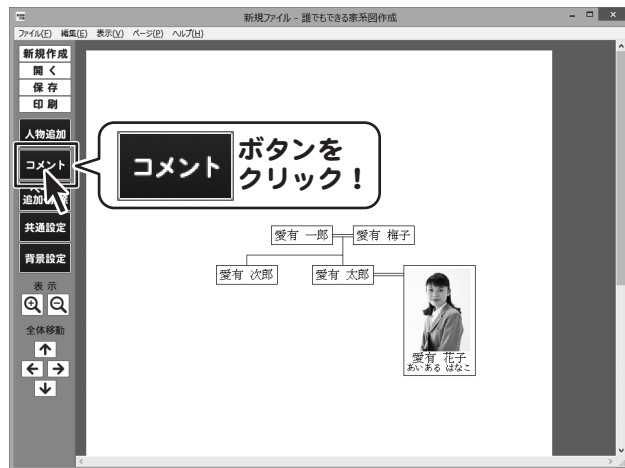 新規ファイル - 誰でもできる家系図作成
ファイル(F) 編集(E) 表示(V) ページ(P) ヘルプ(H)
新規作成
開く
保存
印刷
人物追加
コメント
共通設定
背景設定
表示
全体移動
コメント
ボタンを
クリック！
愛有 一郎
愛有 梅子
愛有 次郎
愛有 太郎
愛有 花子
あいある はなこ